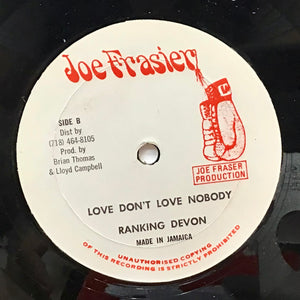 Joe Frasier
SIDE B
Dist by
(718) 464-8105
Prod. by
Brian Thomas
& Lloyd Campbell
JOE FRASER
PRODUCTION
LOVE DON'T LOVE NOBODY
RANKING DEVON
MADE IN JAMAICA
UNAUTHORISED COPYING
OF THIS RECORDING IS STRICTLY PROHIBITED